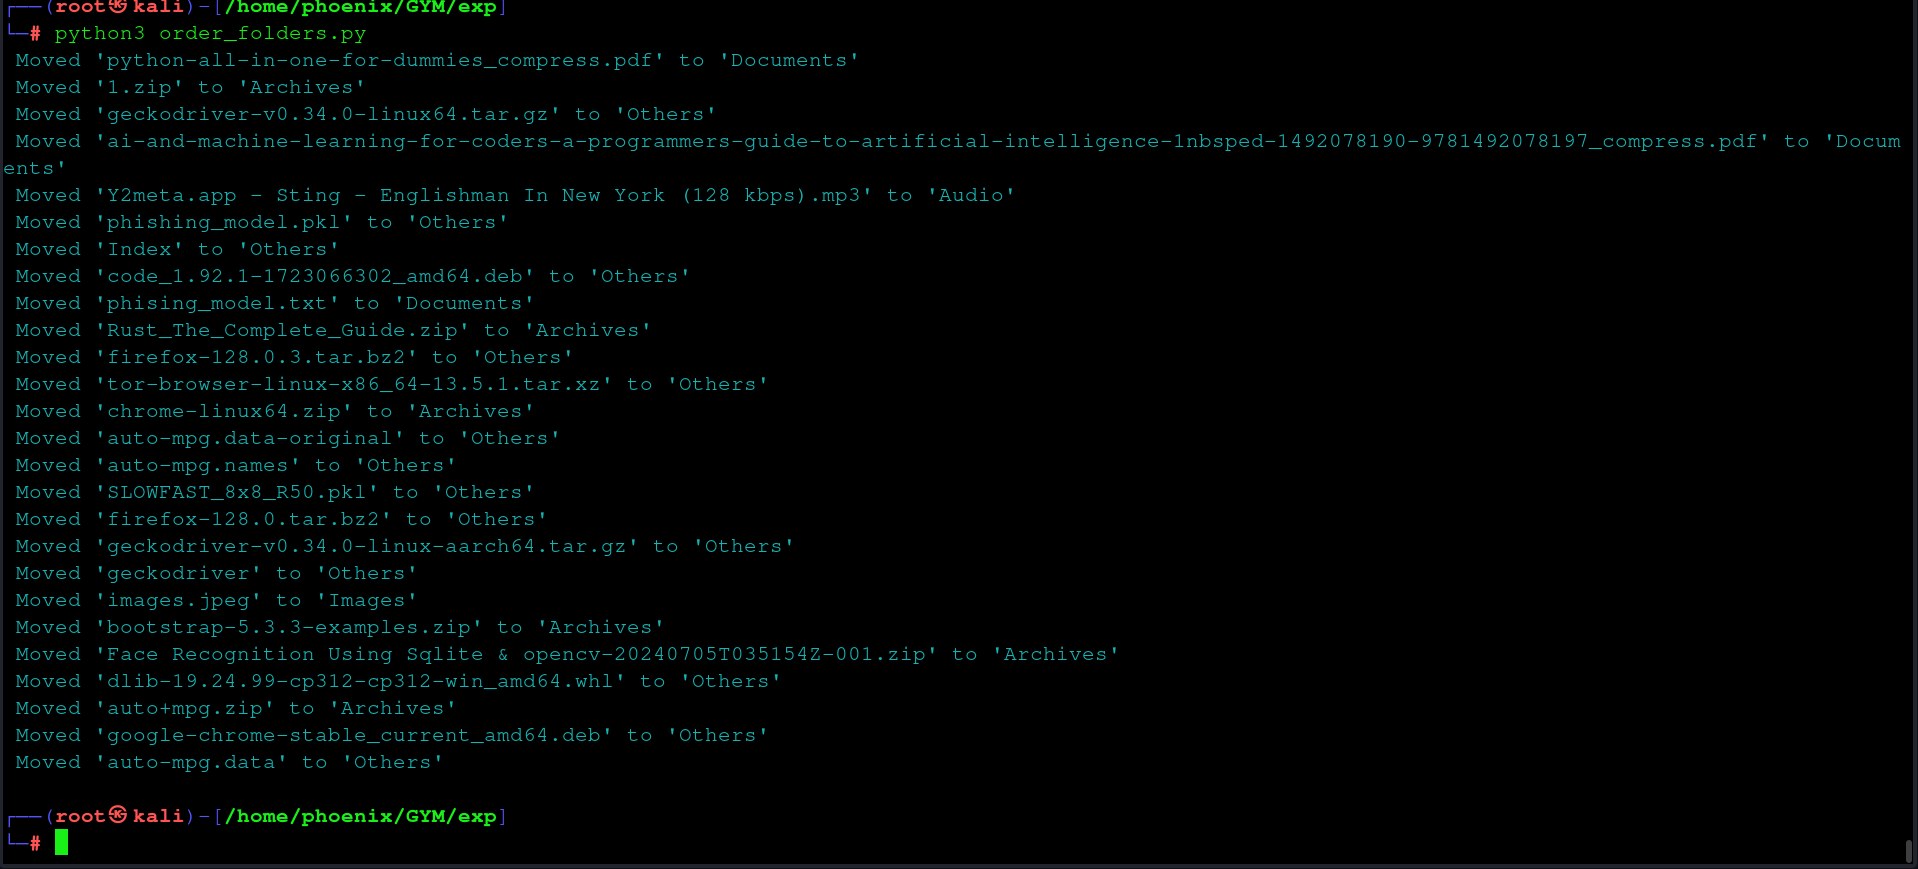 ┌──(root㉿kali)-[/home/phoenix/GYM/exp]
└─# python3 order_folders.py
Moved 'python-all-in-one-for-dummies_compress.pdf' to 'Documents'
Moved '1.zip' to 'Archives'
Moved 'geckodriver-v0.34.0-linux64.tar.gz' to 'Others'
Moved 'ai-and-machine-learning-for-coders-a-programmers-guide-to-artificial-intelligence-1nbsped-1492078190-9781492078197_compress.pdf' to 'Docum
ents'
Moved 'Y2meta.app - Sting - Englishman In New York (128 kbps).mp3' to 'Audio'
Moved 'phishing_model.pkl' to 'Others'
Moved 'Index' to 'Others'
Moved 'code_1.92.1-1723066302_amd64.deb' to 'Others'
Moved 'phising_model.txt' to 'Documents'
Moved 'Rust_The_Complete_Guide.zip' to 'Archives'
Moved 'firefox-128.0.3.tar.bz2' to 'Others'
Moved 'tor-browser-linux-x86_64-13.5.1.tar.xz' to 'Others'
Moved 'chrome-linux64.zip' to 'Archives'
Moved 'auto-mpg.data-original' to 'Others'
Moved 'auto-mpg.names' to 'Others'
Moved 'SLOWFAST_8x8_R50.pkl' to 'Others'
Moved 'firefox-128.0.tar.bz2' to 'Others'
Moved 'geckodriver-v0.34.0-linux-aarch64.tar.gz' to 'Others'
Moved 'geckodriver' to 'Others'
Moved 'images.jpeg' to 'Images'
Moved 'bootstrap-5.3.3-examples.zip' to 'Archives'
Moved 'Face Recognition Using Sqlite & opencv-20240705T035154Z-001.zip' to 'Archives'
Moved 'dlib-19.24.99-cp312-cp312-win_amd64.whl' to 'Others'
Moved 'auto+mpg.zip' to 'Archives'
Moved 'google-chrome-stable_current_amd64.deb' to 'Others'
Moved 'auto-mpg.data' to 'Others'
┌──(root㉿kali)-[/home/phoenix/GYM/exp]
└─#